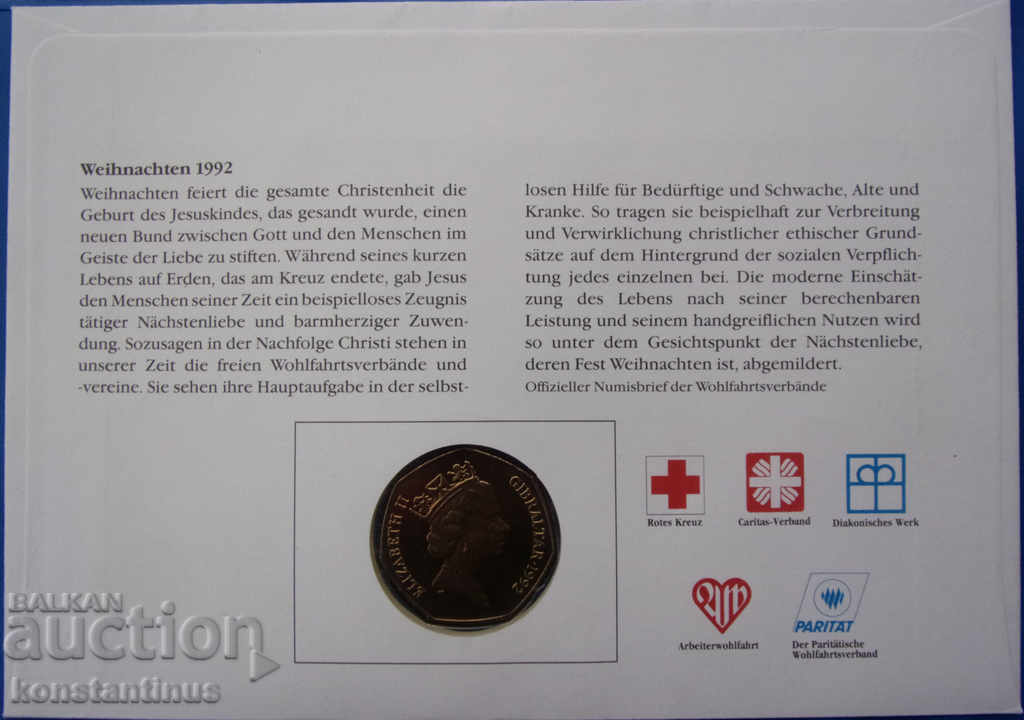 Weihnachten 1992
Weihnachten feiert die gesamte Christenheit die
Geburt des Jesuskindes, das gesandt wurde, einen
neuen Bund zwischen Gott und den Menschen im
Geiste der Liebe zu stiften. Während seines kurzen
Lebens auf Erden, das am Kreuz endete, gab Jesus
den Menschen seiner Zeit ein beispielloses Zeugnis
tätiger Nächstenliebe und barmherziger Zuwen-
dung. Sozusagen in der Nachfolge Christi stehen in
unserer Zeit die freien Wohlfahrtsverbände und
-vereine. Sie sehen ihre Hauptaufgabe in der selbst-
losen Hilfe für Bedürftige und Schwache, Alte und
Kranke. So tragen sie beispielhaft zur Verbreitung
und Verwirklichung christlicher ethischer Grund-
sätze auf dem Hintergrund der sozialen Verpflich-
tung jedes einzelnen bei. Die moderne Einschät-
zung des Lebens nach seiner berechenbaren
Leistung und seinem handgreiflichen Nutzen wird
so unter dem Gesichtspunkt der Nächstenliebe,
deren Fest Weihnachten ist, abgemildert.
Offizieller Numisbrief der Wohlfahrtsverbände
ELIZABETH II
GIBRALTAR·1992
Rotes Kreuz
Caritas-Verband
Diakonisches Werk
AW
Arbeiterwohlfahrt
PARITÄT
Der Paritätische
Wohlfahrtsverband
BALKAN
auction
konstantinus